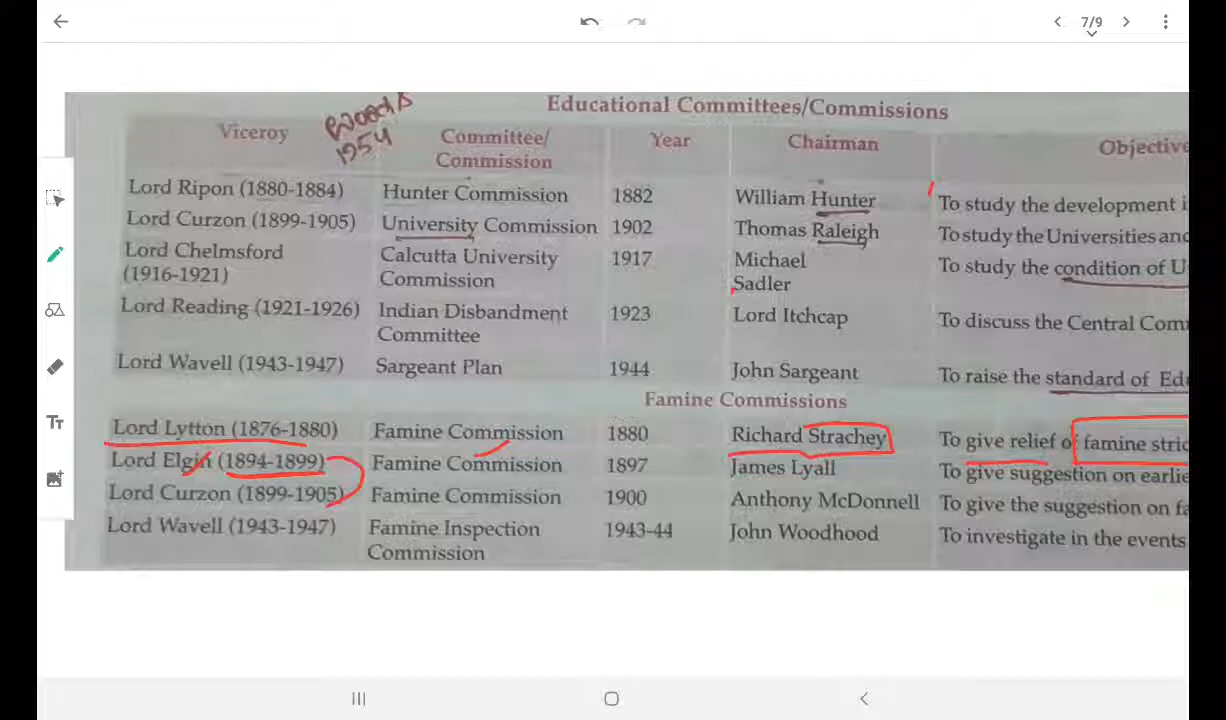 7/9
Educational Committees/Commissions
Viceroy Committee/ Commission Year Chairman Objective
1954
Lord Ripon (1880-1884) Hunter Commission 1882 William Hunter To study the development i
Lord Curzon (1899-1905) University Commission 1902 Thomas Raleigh To study the Universities and
Lord Chelmsford Calcutta University 1917 Michael To study the condition of U
(1916-1921) Commission Sadler
Lord Reading (1921-1926) Indian Disbandment 1923 Lord Itchcap To discuss the Central Com
Committee
Lord Wavell (1943-1947) Sargeant Plan 1944 John Sargeant To raise the standard of Ed
Famine Commissions
Lord Lytton (1876-1880) Famine Commission 1880 Richard Strachey To give relief of famine stric
Lord Elgin (1894-1899) Famine Commission 1897 James Lyall To give suggestion on earlie
Lord Curzon (1899-1905) Famine Commission 1900 Anthony McDonnell To give the suggestion on fa
Lord Wavell (1943-1947) Famine Inspection 1943-44 John Woodhood To investigate in the events
Commission
Tт